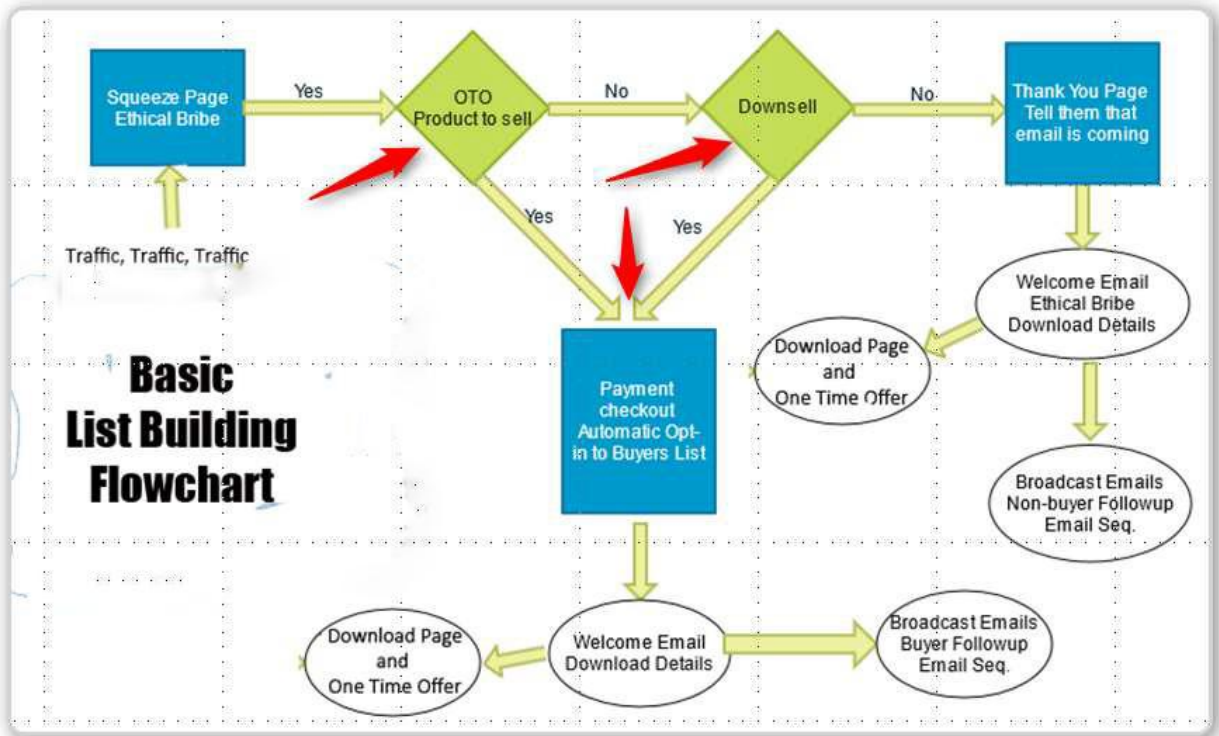 Squeeze Page
Ethical Bribe
Yes
OTO
Product to sell
No
Downsell
No
Thank You Page
Tell them that
email is coming
Traffic, Traffic, Traffic
Yes
Yes
Welcome Email
Ethical Bribe
Download Details
Download Page
and
One Time Offer
Basic
List Building
Flowchart
Payment
checkout
Automatic Opt-
in to Buyers List
Broadcast Emails
Non-buyer Followup
Email Seq.
Download Page
and
One Time Offer
Welcome Email
Download Details
Broadcast Emails
Buyer Followup
Email Seq.